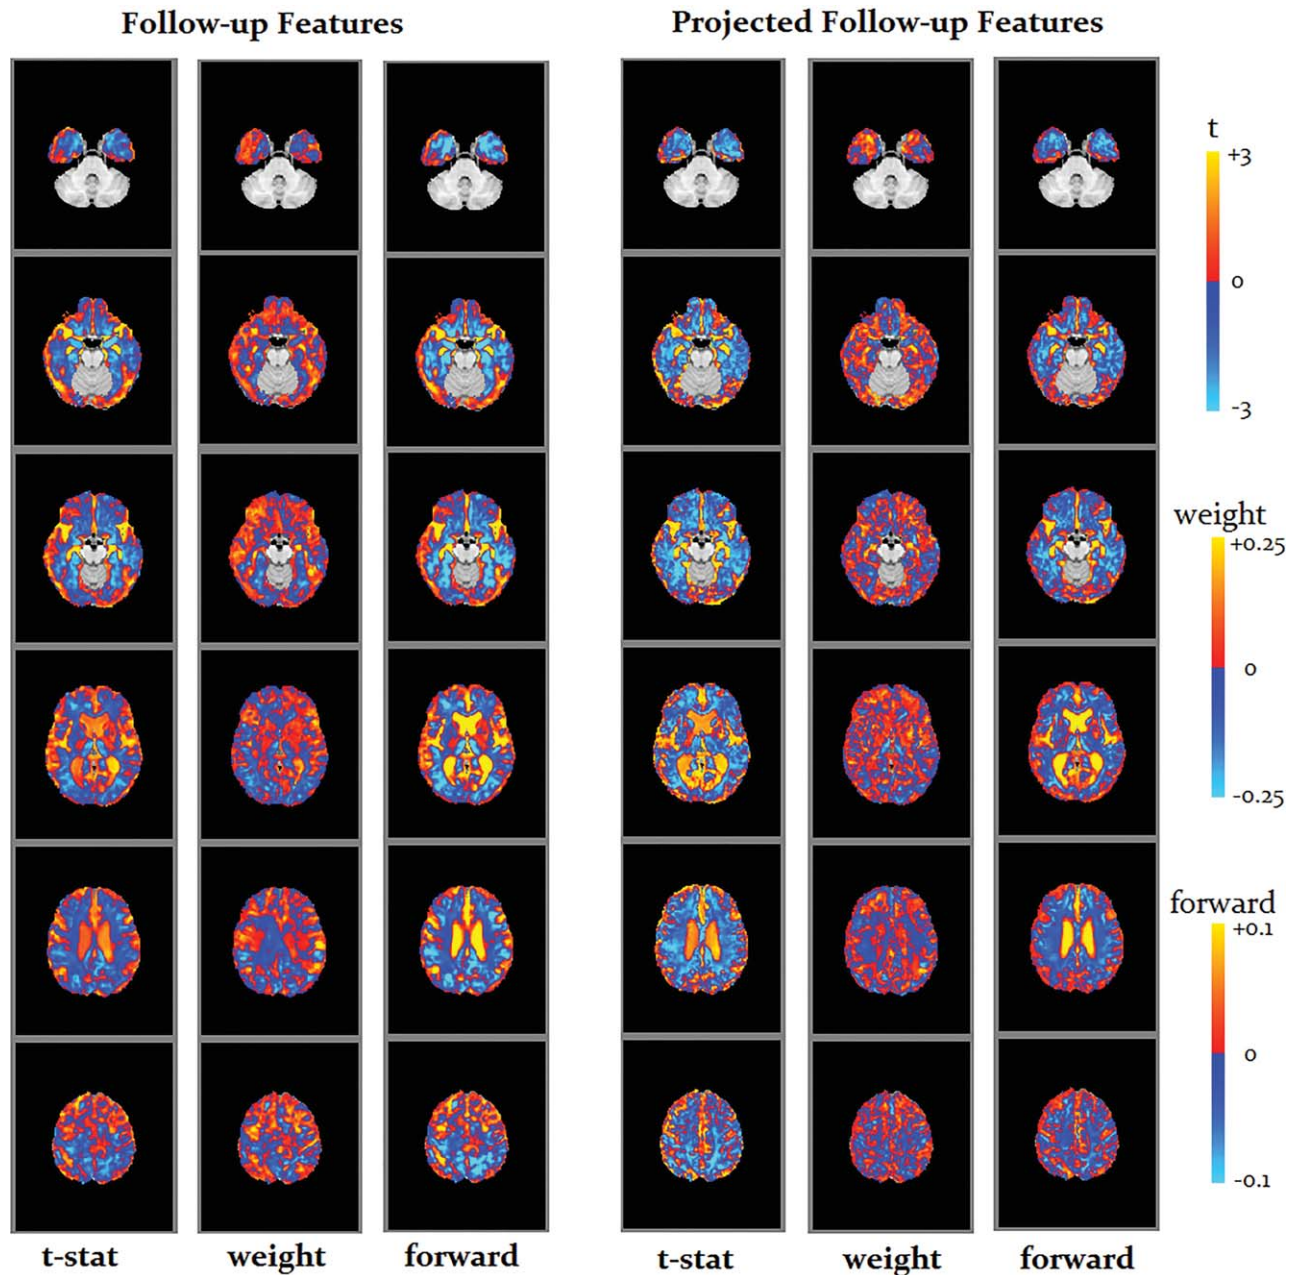 Follow-up Features
Projected Follow-up Features
t
+3
0
-3
weight
+0.25
0
-0.25
forward
+0.1
0
-0.1
t-stat weight forward
t-stat weight forward